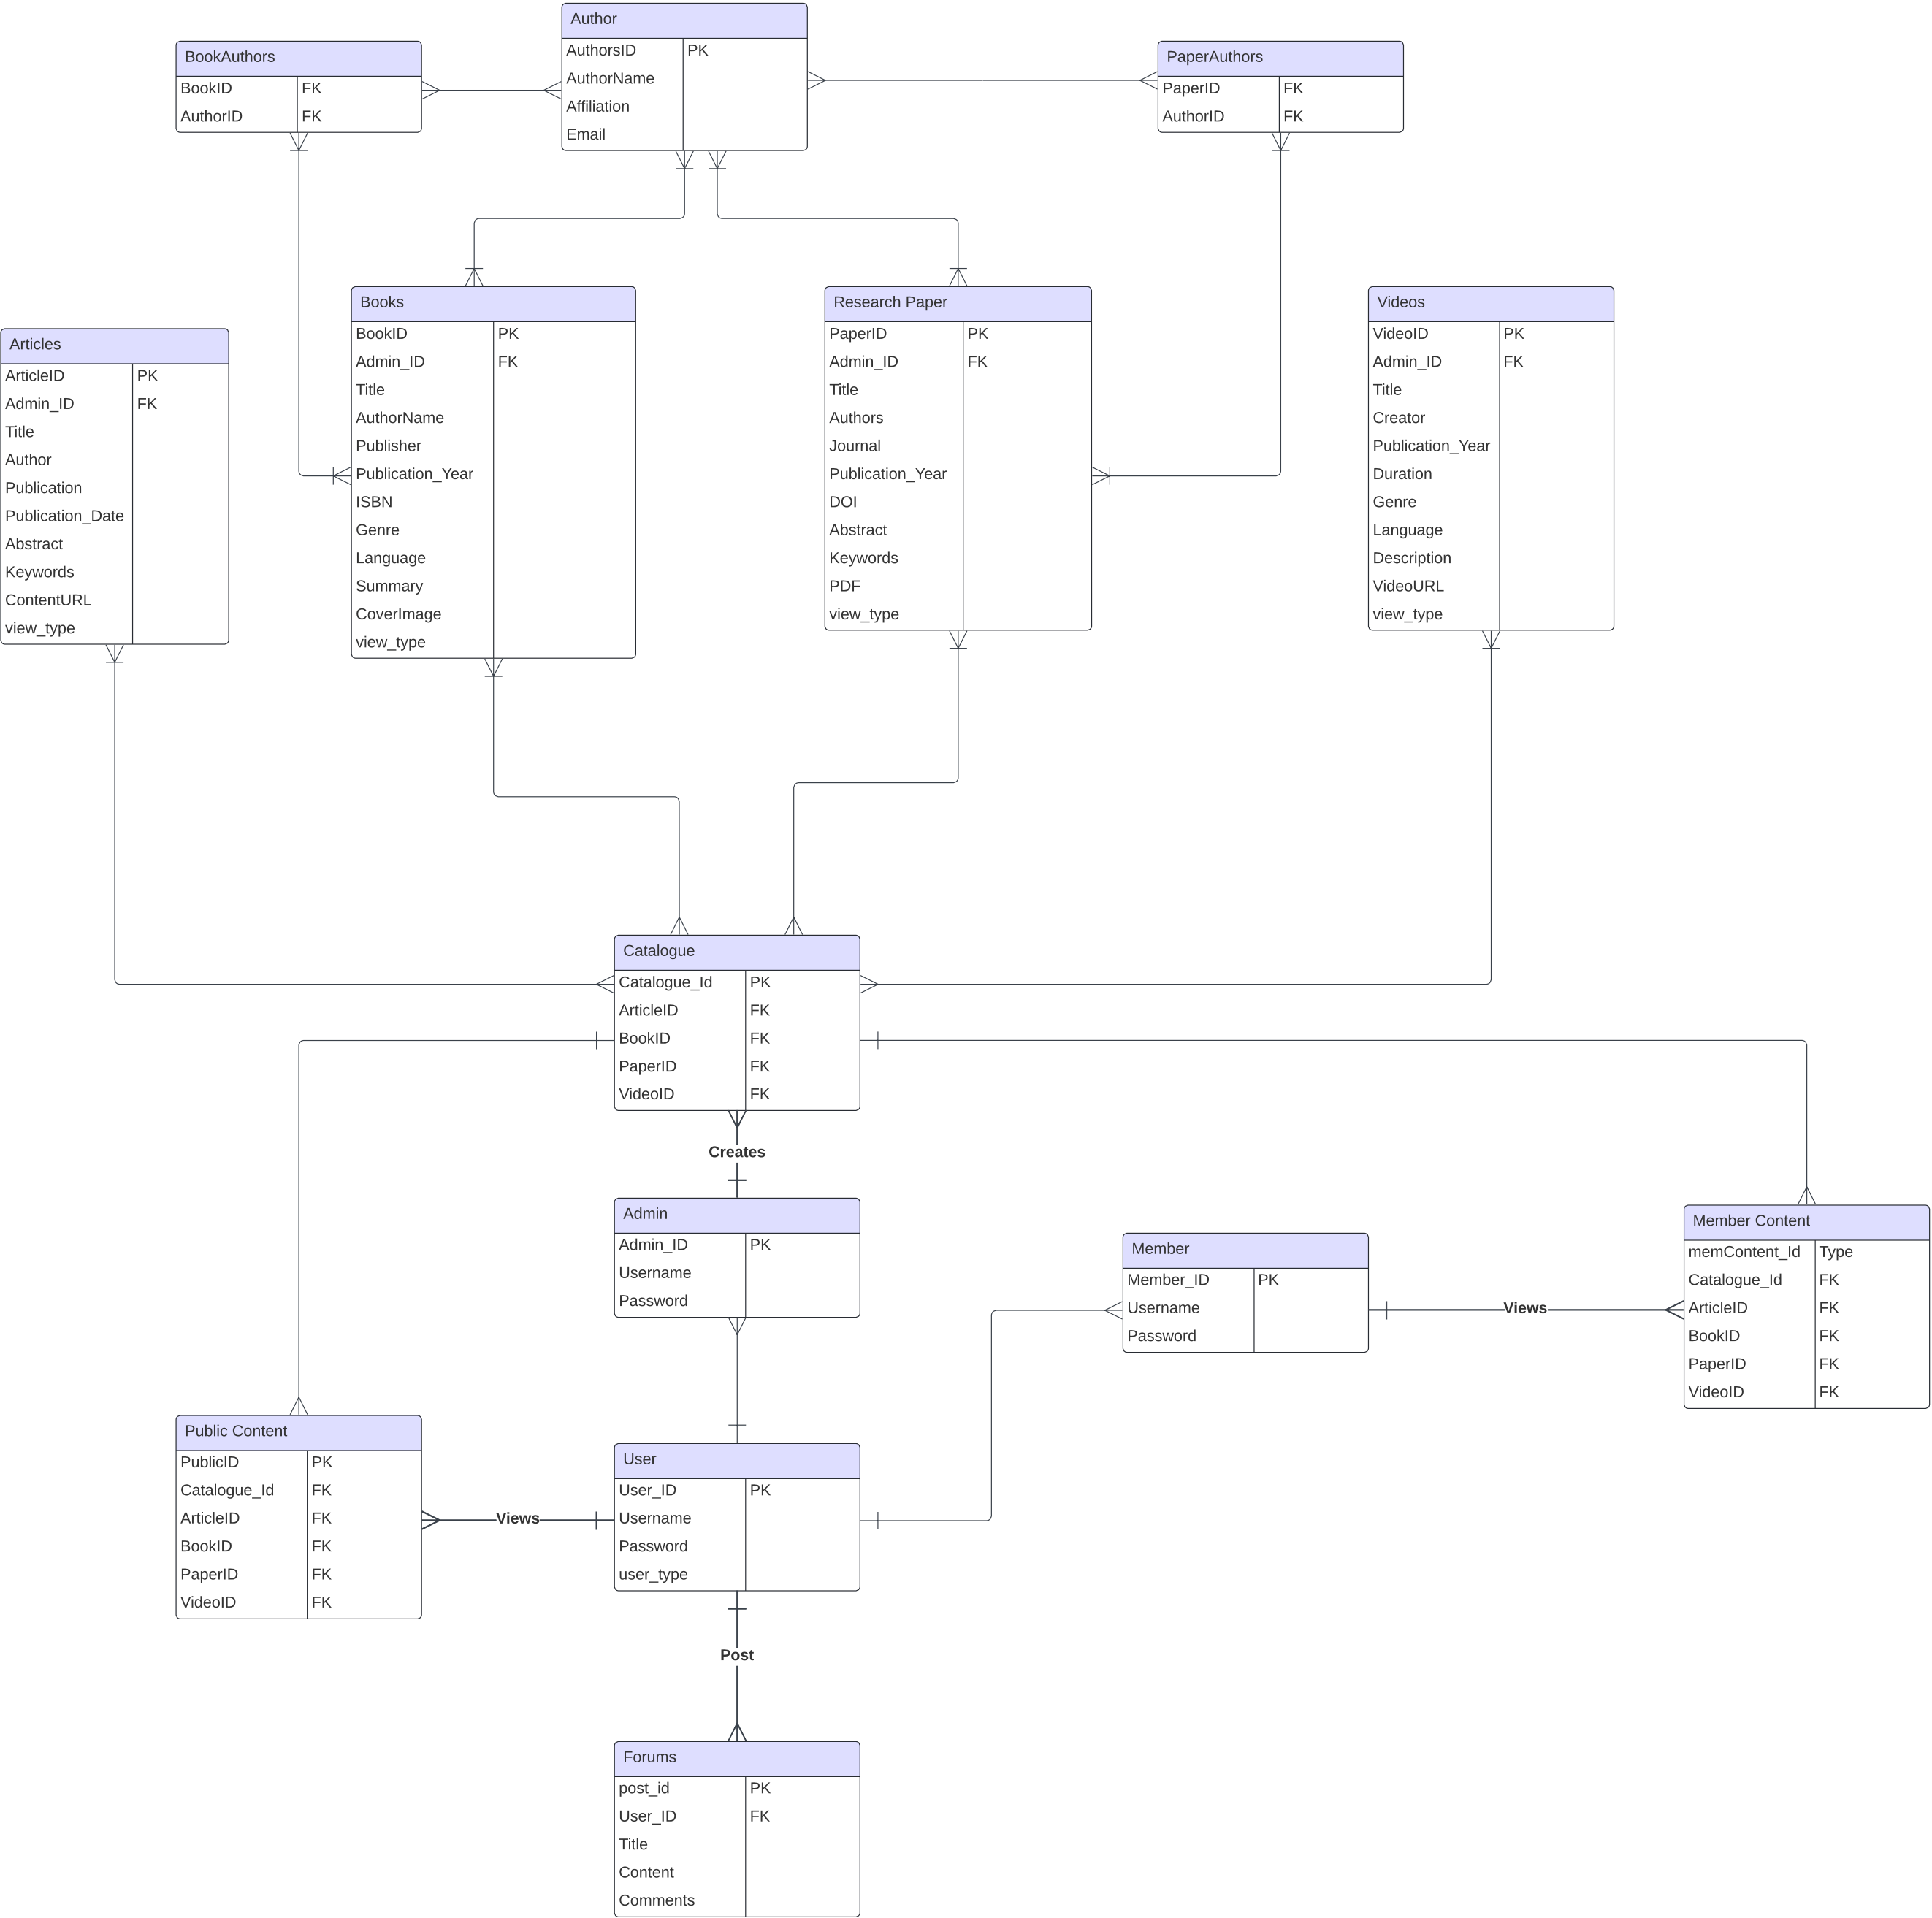 Author
AuthorsID PK
AuthorName
Affiliation
Email
BookAuthors
BookID FK
AuthorID FK
PaperAuthors
PaperID FK
AuthorID FK
Articles
ArticleID PK
Admin_ID FK
Title
Author
Publication
Publication_Date
Abstract
Keywords
ContentURL
view_type
Books
BookID PK
Admin_ID FK
Title
AuthorName
Publisher
Publication_Year
ISBN
Genre
Language
Summary
CoverImage
view_type
Research Paper
PaperID PK
Admin_ID FK
Title
Authors
Journal
Publication_Year
DOI
Abstract
Keywords
PDF
view_type
Videos
VideoID PK
Admin_ID FK
Title
Creator
Publication_Year
Duration
Genre
Language
Description
VideoURL
view_type
Catalogue
Catalogue_Id PK
ArticleID FK
BookID FK
PaperID FK
VideoID FK
Creates
Admin
Admin_ID PK
Username
Password
Member
Member_ID PK
Username
Password
Views
Member Content
memContent_Id Type
Catalogue_Id FK
ArticleID FK
BookID FK
PaperID FK
VideoID FK
Public Content
PublicID PK
Catalogue_Id FK
ArticleID FK
BookID FK
PaperID FK
VideoID FK
Views
User
User_ID PK
Username
Password
user_type
Post
Forums
post_id PK
User_ID FK
Title
Content
Comments